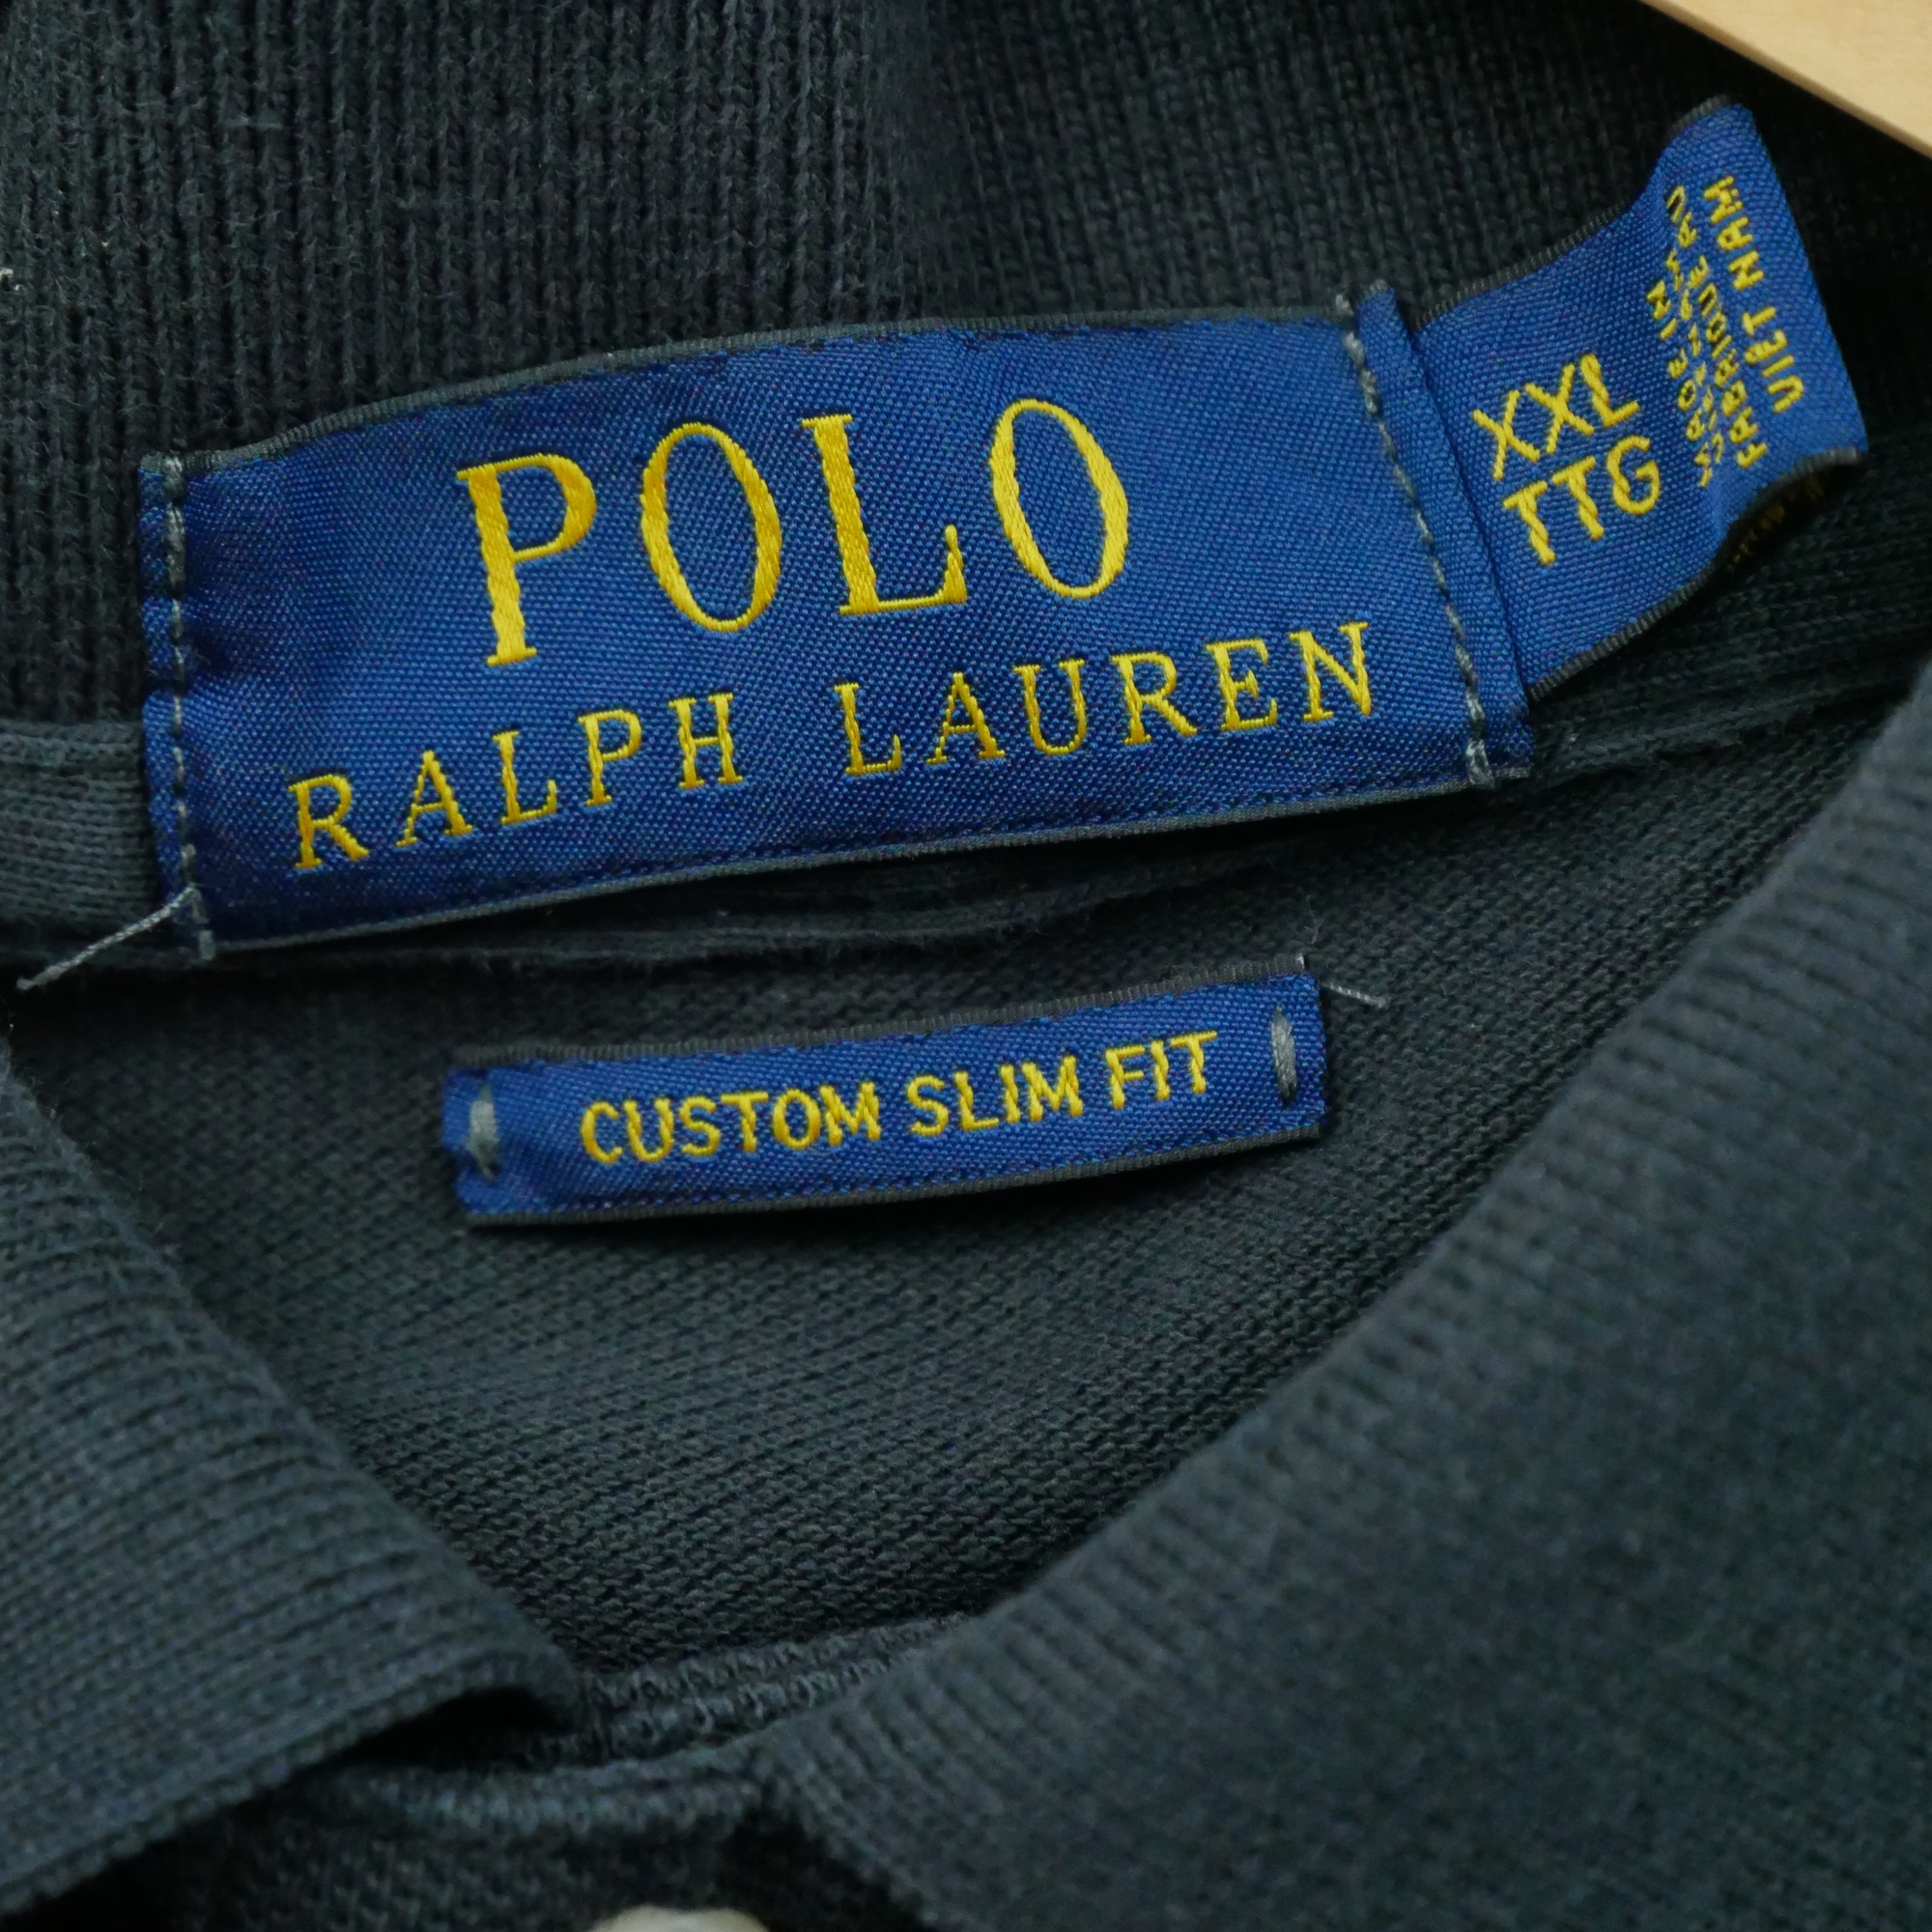 POLO
RALPH LAUREN
XXL
TTG
MADE IN
VIETNAM
FABRIQUE AU
VIET NAM
CUSTOM SLIM FIT